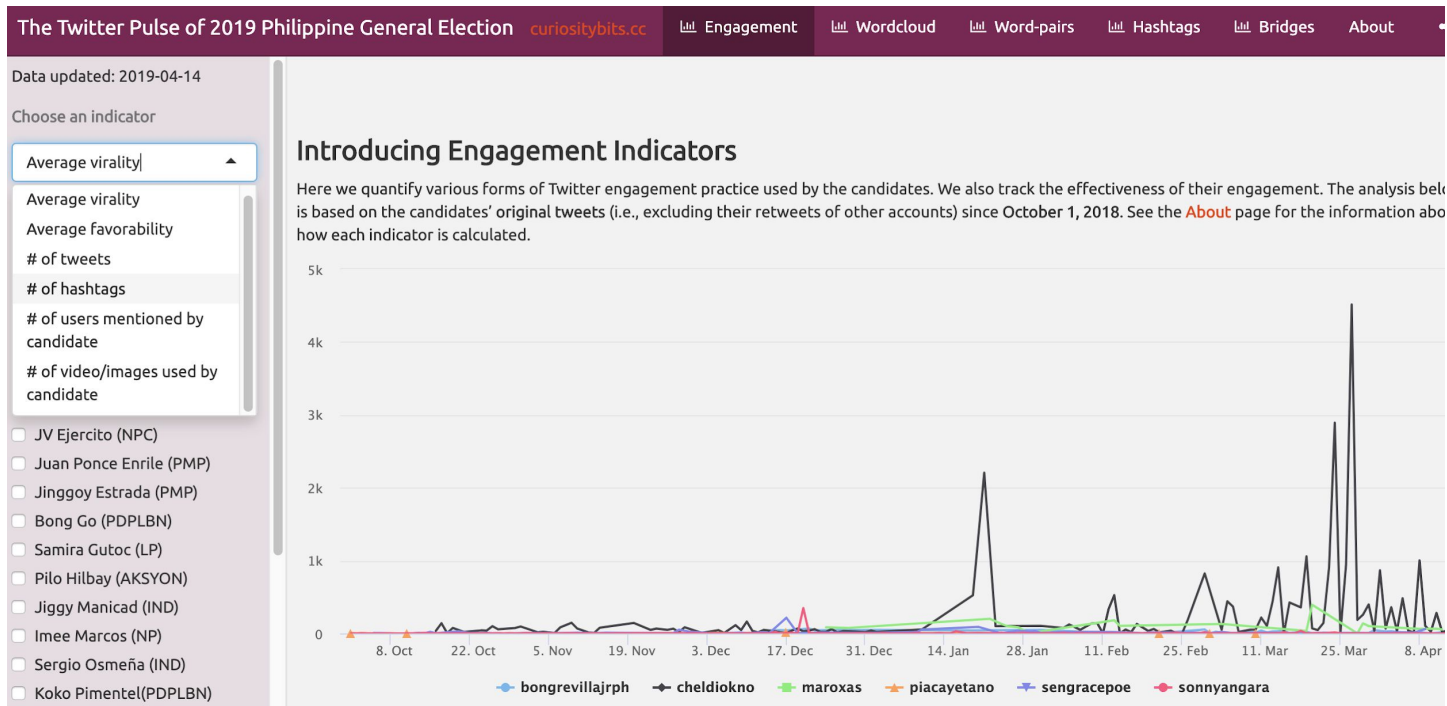 The Twitter Pulse of 2019 Philippine General Election curiositybits.cc Engagement Wordcloud Word-pairs Hashtags Bridges About
Data updated: 2019-04-14
Choose an indicator
Average virality
Average virality
Average favorability
# of tweets
# of hashtags
# of users mentioned by
candidate
# of video/images used by
candidate
JV Ejercito (NPC)
Juan Ponce Enrile (PMP)
Jinggoy Estrada (PMP)
Bong Go (PDPLBN)
Samira Gutoc (LP)
Pilo Hilbay (AKSYON)
Jiggy Manicad (IND)
Imee Marcos (NP)
Sergio Osmeña (IND)
Koko Pimentel(PDPLBN)
Introducing Engagement Indicators
Here we quantify various forms of Twitter engagement practice used by the candidates. We also track the effectiveness of their engagement. The analysis belo
is based on the candidates' original tweets (i.e., excluding their retweets of other accounts) since October 1, 2018. See the About page for the information abo
how each indicator is calculated.
5k
4k
3k
2k
1k
0
8. Oct 22. Oct 5. Nov 19. Nov 3. Dec 17. Dec 31. Dec 14. Jan 28. Jan 11. Feb 25. Feb 11. Mar 25. Mar 8. Apr
bongrevillajrph cheldiokno maroxas piacayetano sengracepoe sonnyangara